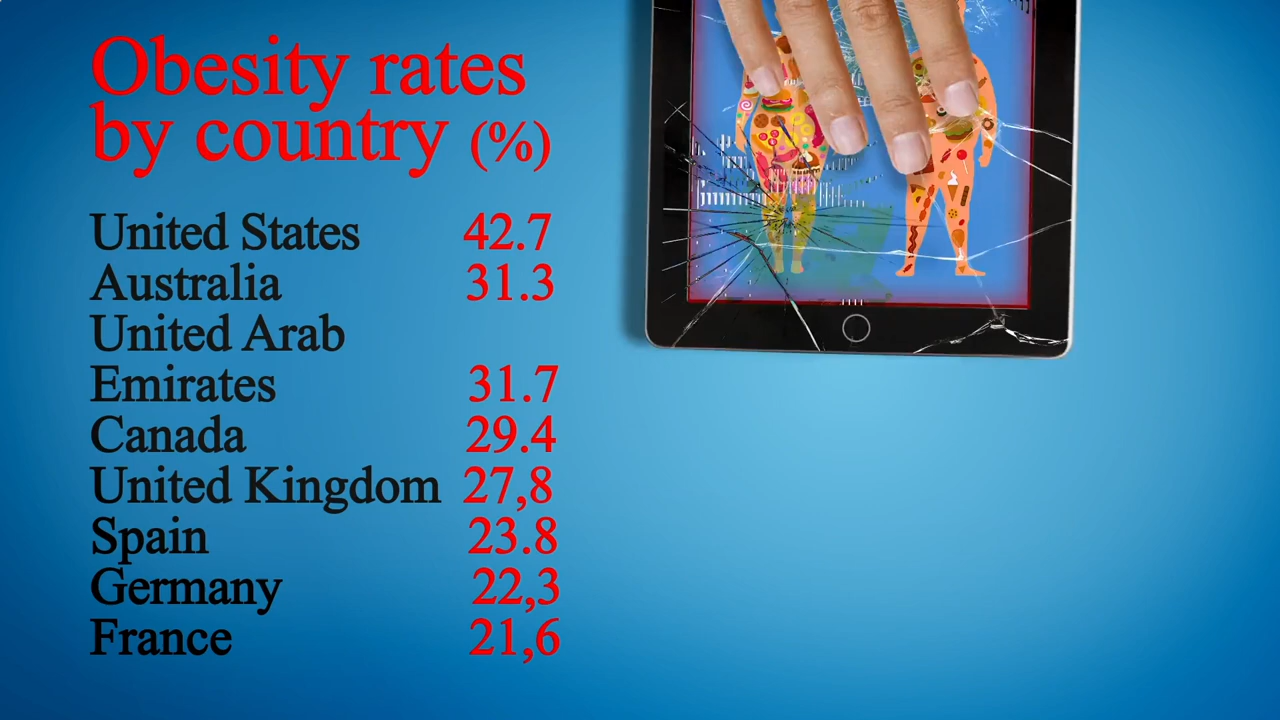 Obesity rates
by country (%)
United States 42.7
Australia 31.3
United Arab
Emirates 31.7
Canada 29.4
United Kingdom 27,8
Spain 23.8
Germany 22,3
France 21,6